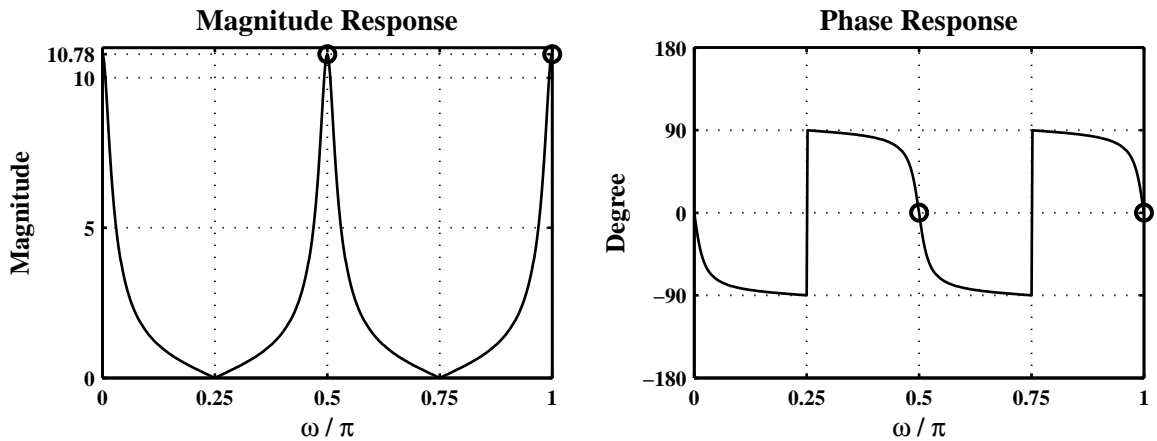 Magnitude Response
10.78
10
5
0
Magnitude
0 0.25 0.5 0.75 1
ω / π
Phase Response
180
90
0
−90
−180
Degree
0 0.25 0.5 0.75 1
ω / π